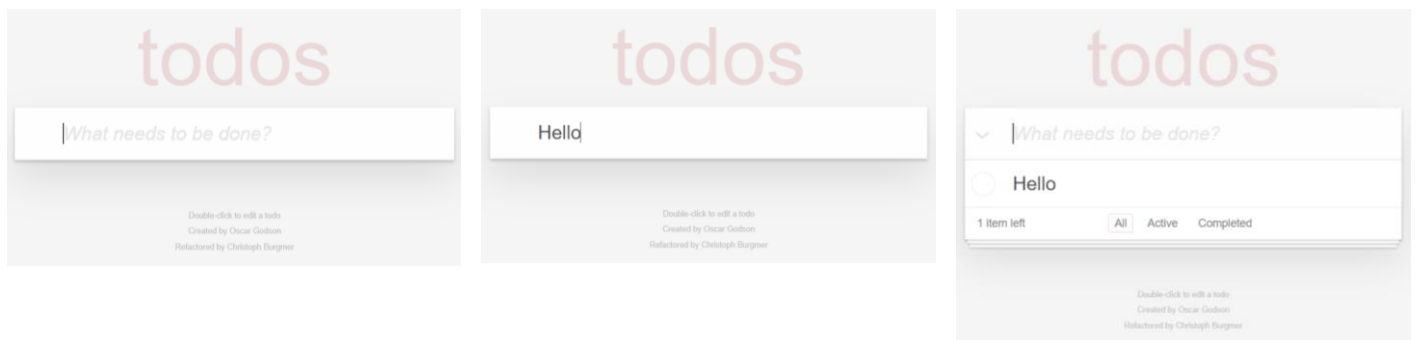 todos
What needs to be done?
Double-click to edit a todo
Created by Oscar Godson
Refactored by Christoph Burgmer
todos
Hello
Double-click to edit a todo
Created by Oscar Godson
Refactored by Christoph Burgmer
todos
What needs to be done?
Hello
1 item left All Active Completed
Double-click to edit a todo
Created by Oscar Godson
Refactored by Christoph Burgmer